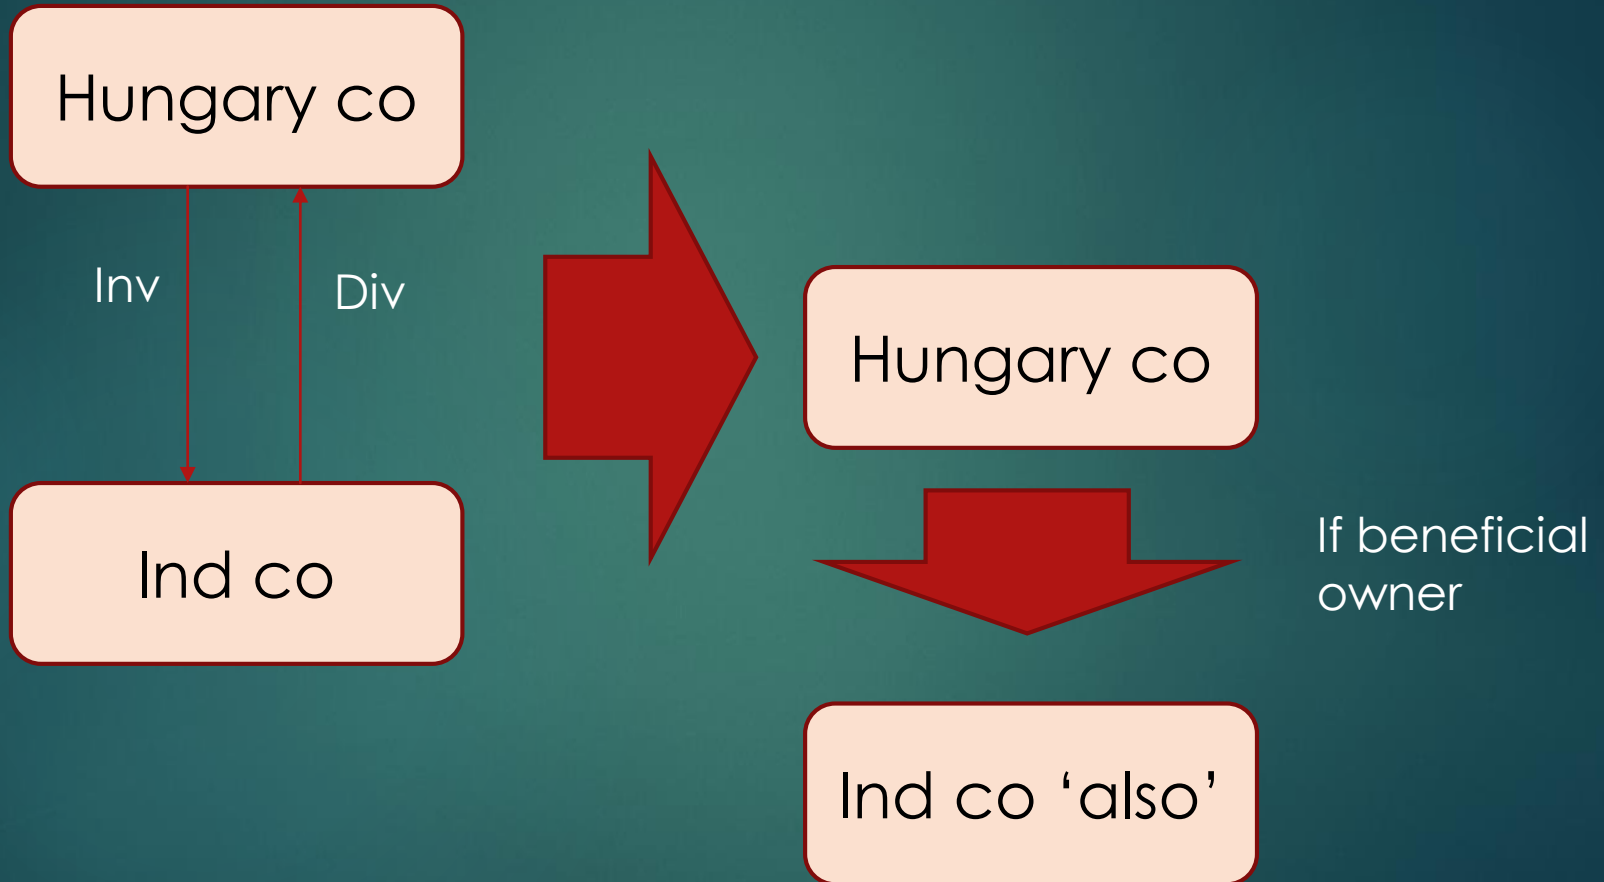 Hungary co
Inv
Div
Ind co
Hungary co
If beneficial
owner
Ind co ‘also’